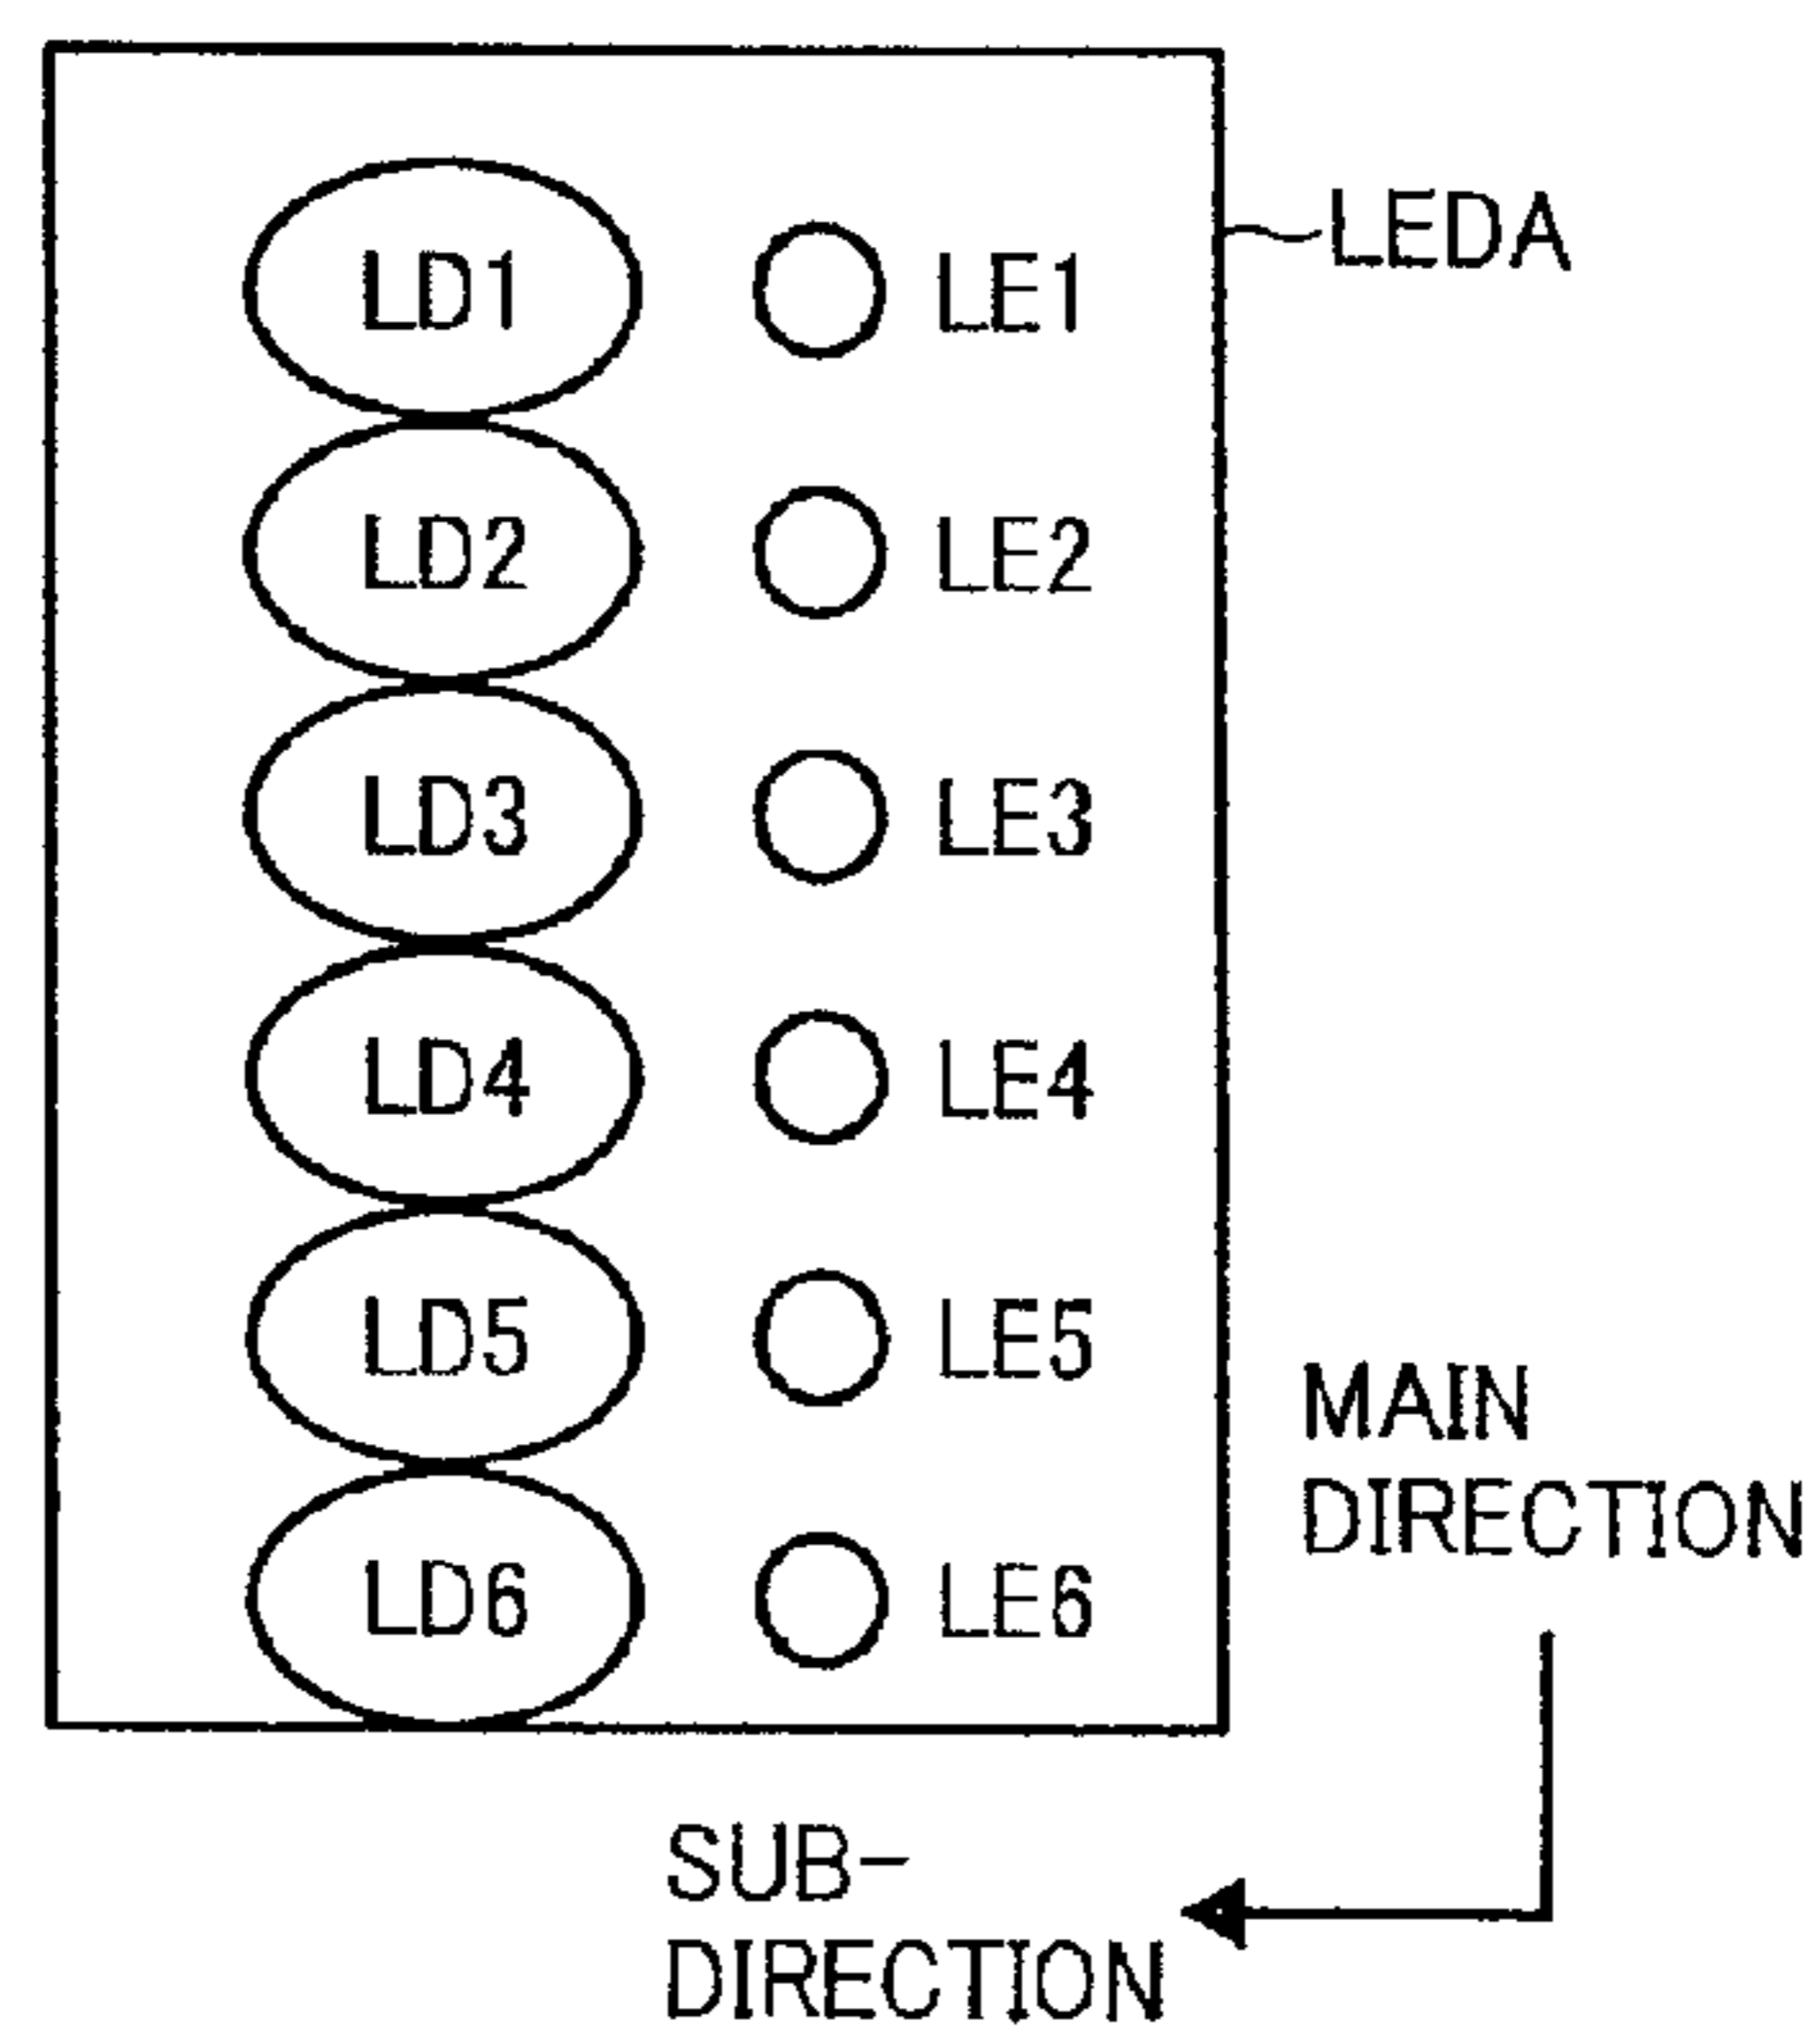 LEDA
LD1 LE1
LD2 LE2
LD3 LE3
LD4 LE4
LD5 LE5
LD6 LE6
MAIN
DIRECTION
SUB-
DIRECTION